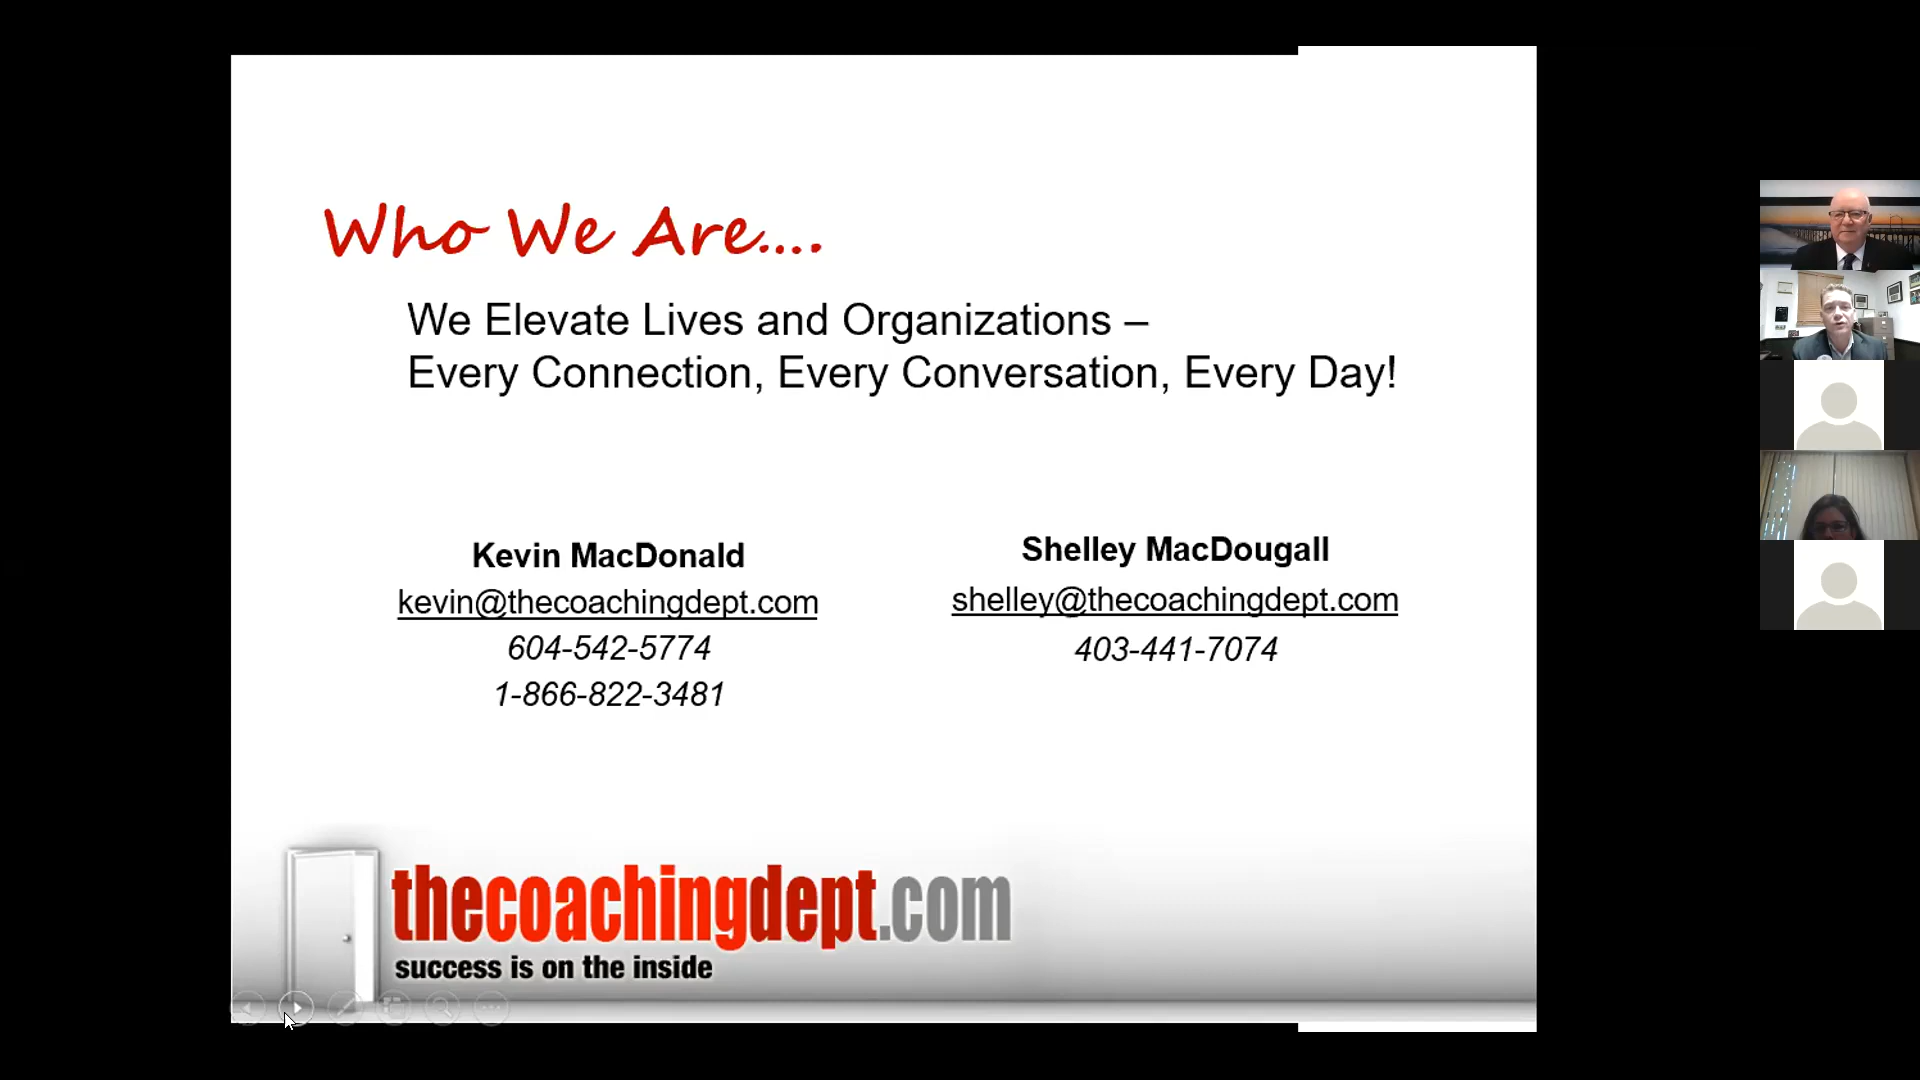 Who We Are....
We Elevate Lives and Organizations –
Every Connection, Every Conversation, Every Day!
Kevin MacDonald
kevin@thecoachingdept.com
604-542-5774
1-866-822-3481
Shelley MacDougall
shelley@thecoachingdept.com
403-441-7074
thecoachingdept.com
success is on the inside